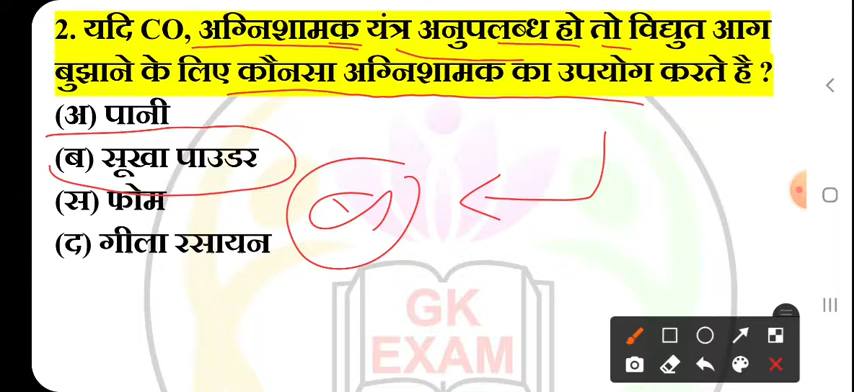 2. यदि CO, अग्निशामक यंत्र अनुपलब्ध हो तो विद्युत आग
बुझाने के लिए कौनसा अग्निशामक का उपयोग करते है ?
(अ) पानी
(ब) सूखा पाउडर
(स) फोम
(द) गीला रसायन
ब
GK
EXAM